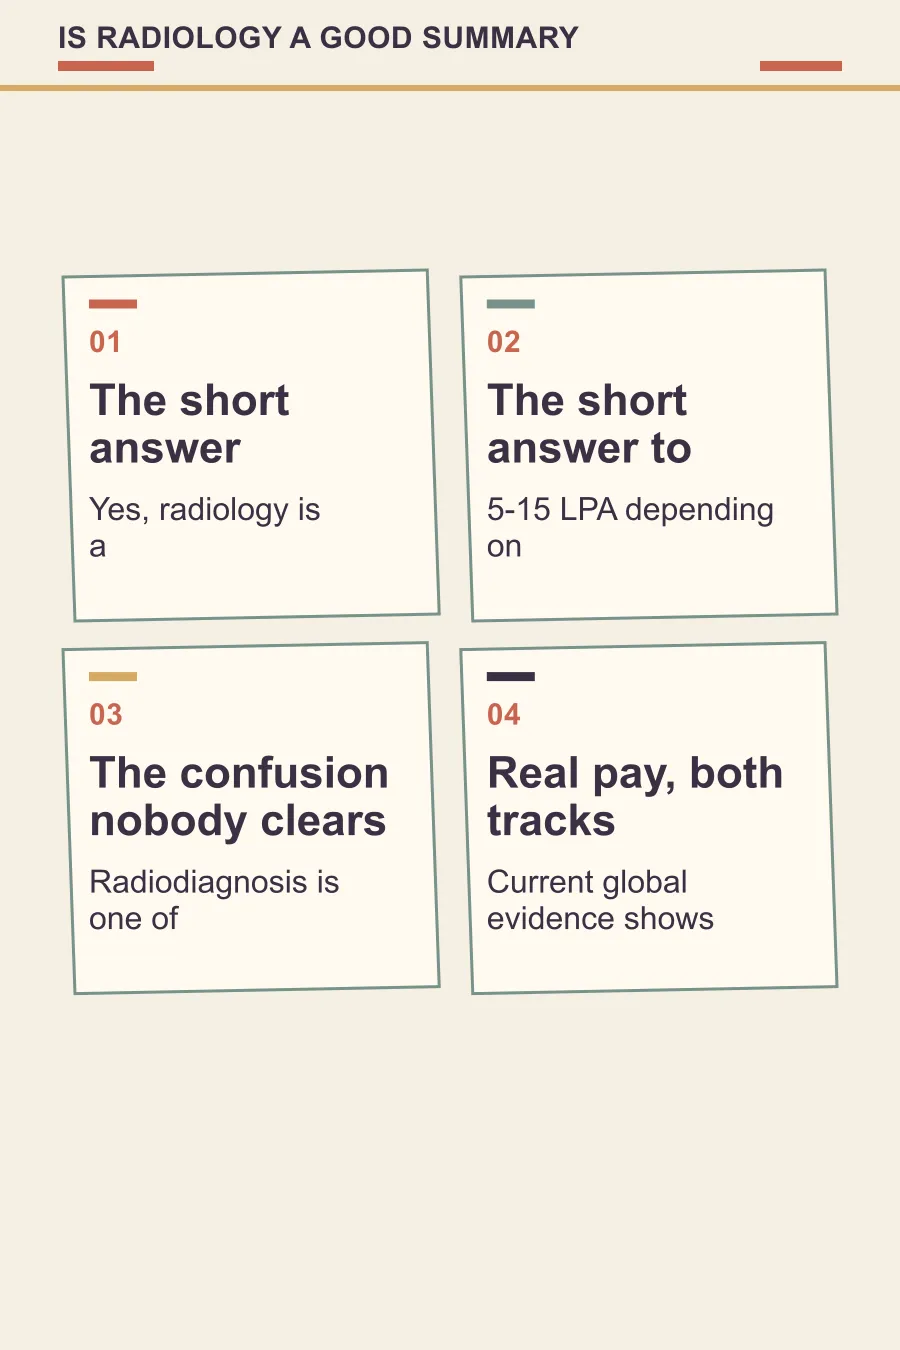 IS RADIOLOGY A GOOD SUMMARY
01
The short
answer
Yes, radiology is
a
02
The short
answer to
5-15 LPA depending
on
03
The confusion
nobody clears
Radiodiagnosis is
one of
04
Real pay, both
tracks
Current global
evidence shows